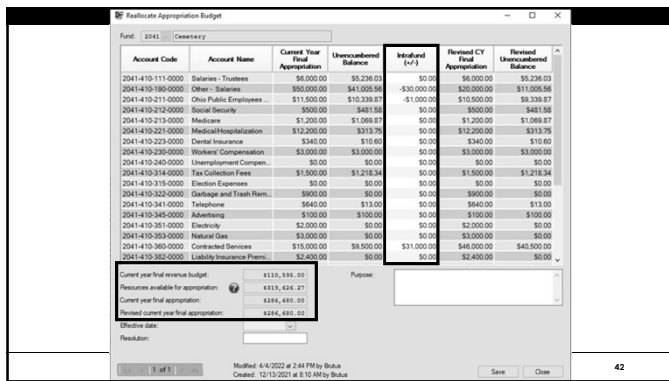 Reallocate Appropriation Budget
Fund: 2041 Cemetery
Account Code Account Name Current Year Final Appropriation Unencumbered Balance Intrafund (+/-) Revised CY Final Appropriation Revised Unencumbered Balance
2041-410-111-0000 Salaries - Trustees $6,000.00 $5,236.03 $0.00 $6,000.00 $5,236.03
2041-410-190-0000 Other - Salaries $50,000.00 $41,005.56 -$30,000.00 $20,000.00 $11,005.56
2041-410-211-0000 Ohio Public Employees ... $11,500.00 $10,339.87 -$1,000.00 $10,500.00 $9,339.87
2041-410-212-0000 Social Security $500.00 $481.58 $0.00 $500.00 $481.58
2041-410-213-0000 Medicare $1,200.00 $1,069.87 $0.00 $1,200.00 $1,069.87
2041-410-221-0000 Medical/Hospitalization $12,200.00 $313.75 $0.00 $12,200.00 $313.75
2041-410-223-0000 Dental Insurance $340.00 $10.60 $0.00 $340.00 $10.60
2041-410-230-0000 Workers' Compensation $3,000.00 $3,000.00 $0.00 $3,000.00 $3,000.00
2041-410-240-0000 Unemployment Compen... $0.00 $0.00 $0.00 $0.00 $0.00
2041-410-314-0000 Tax Collection Fees $1,500.00 $1,218.34 $0.00 $1,500.00 $1,218.34
2041-410-315-0000 Election Expenses $0.00 $0.00 $0.00 $0.00 $0.00
2041-410-322-0000 Garbage and Trash Rem... $900.00 $0.00 $0.00 $900.00 $0.00
2041-410-341-0000 Telephone $640.00 $13.00 $0.00 $640.00 $13.00
2041-410-345-0000 Advertising $100.00 $100.00 $0.00 $100.00 $100.00
2041-410-351-0000 Electricity $2,000.00 $0.00 $0.00 $2,000.00 $0.00
2041-410-353-0000 Natural Gas $3,000.00 $0.00 $0.00 $3,000.00 $0.00
2041-410-360-0000 Contracted Services $15,000.00 $9,500.00 $31,000.00 $46,000.00 $40,500.00
2041-410-382-0000 Liability Insurance Premi... $2,400.00 $0.00 $0.00 $2,400.00 $0.00
Current year final revenue budget: $110,595.00 Purpose:
Resources available for appropriation: ? $319,626.27
Current year final appropriation: $286,680.00
Revised current year final appropriation: $286,680.00
Effective date:
Resolution:
1 of 1
Modified: 4/4/2022 at 2:44 PM by Brutus
Created: 12/13/2021 at 8:10 AM by Brutus
Save Close
42